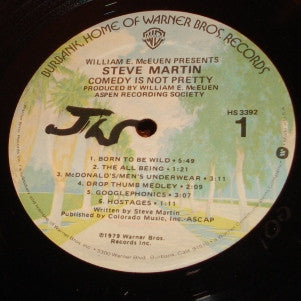 BURBANK, HOME OF WARNER BROS. RECORDS
WILLIAM E. McEUEN PRESENTS
STEVE MARTIN
COMEDY IS NOT PRETTY
PRODUCED BY WILLIAM E. McEUEN
ASPEN RECORDING SOCIETY
HS 3392
1
1. BORN TO BE WILD • 5:49
2. THE ALL BEING • 1:21
3. McDONALD'S/MEN'S UNDERWEAR • 3:11
4. DROP THUMB MEDLEY • 2:09
5. GOOGLEPHONICS • 3:07
6. HOSTAGES • 1:11
Written by Steve Martin
Published by Colorado Music, Inc.-ASCAP
©1979 Warner Bros.
Records Inc.